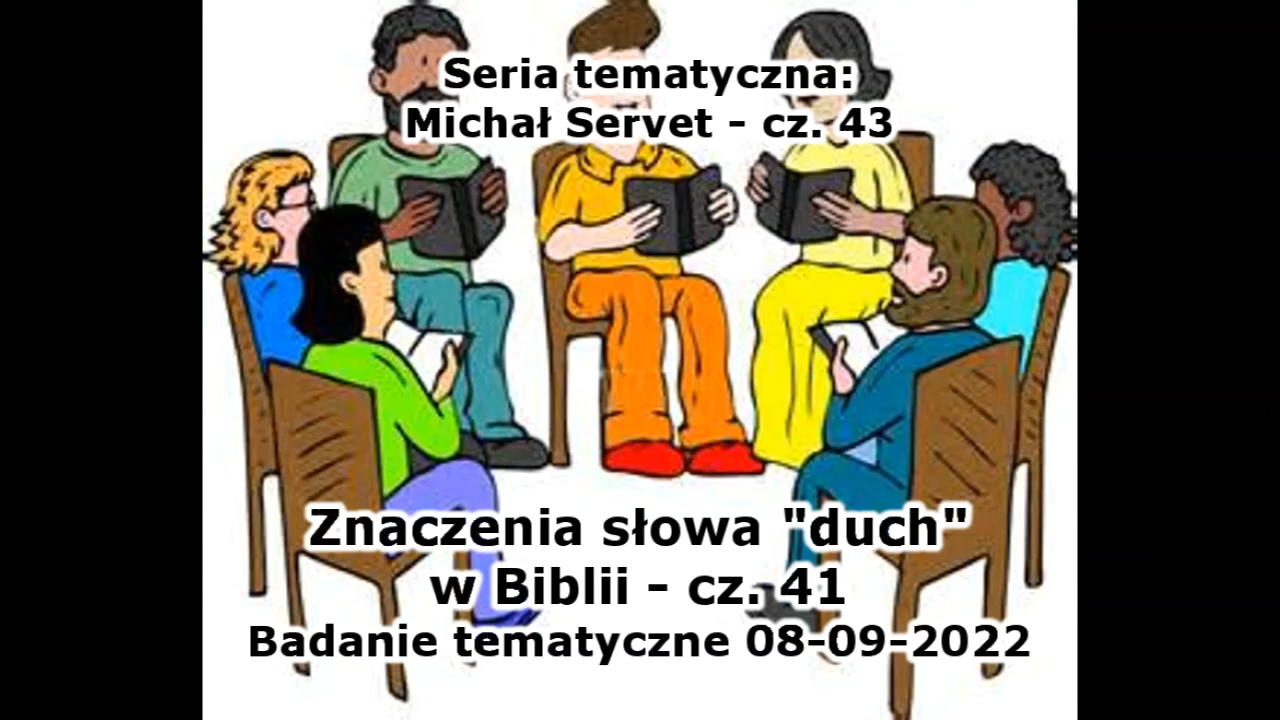 Seria tematyczna:
Michał Servet - cz. 43
Znaczenia słowa "duch"
w Biblii - cz. 41
Badanie tematyczne 08-09-2022